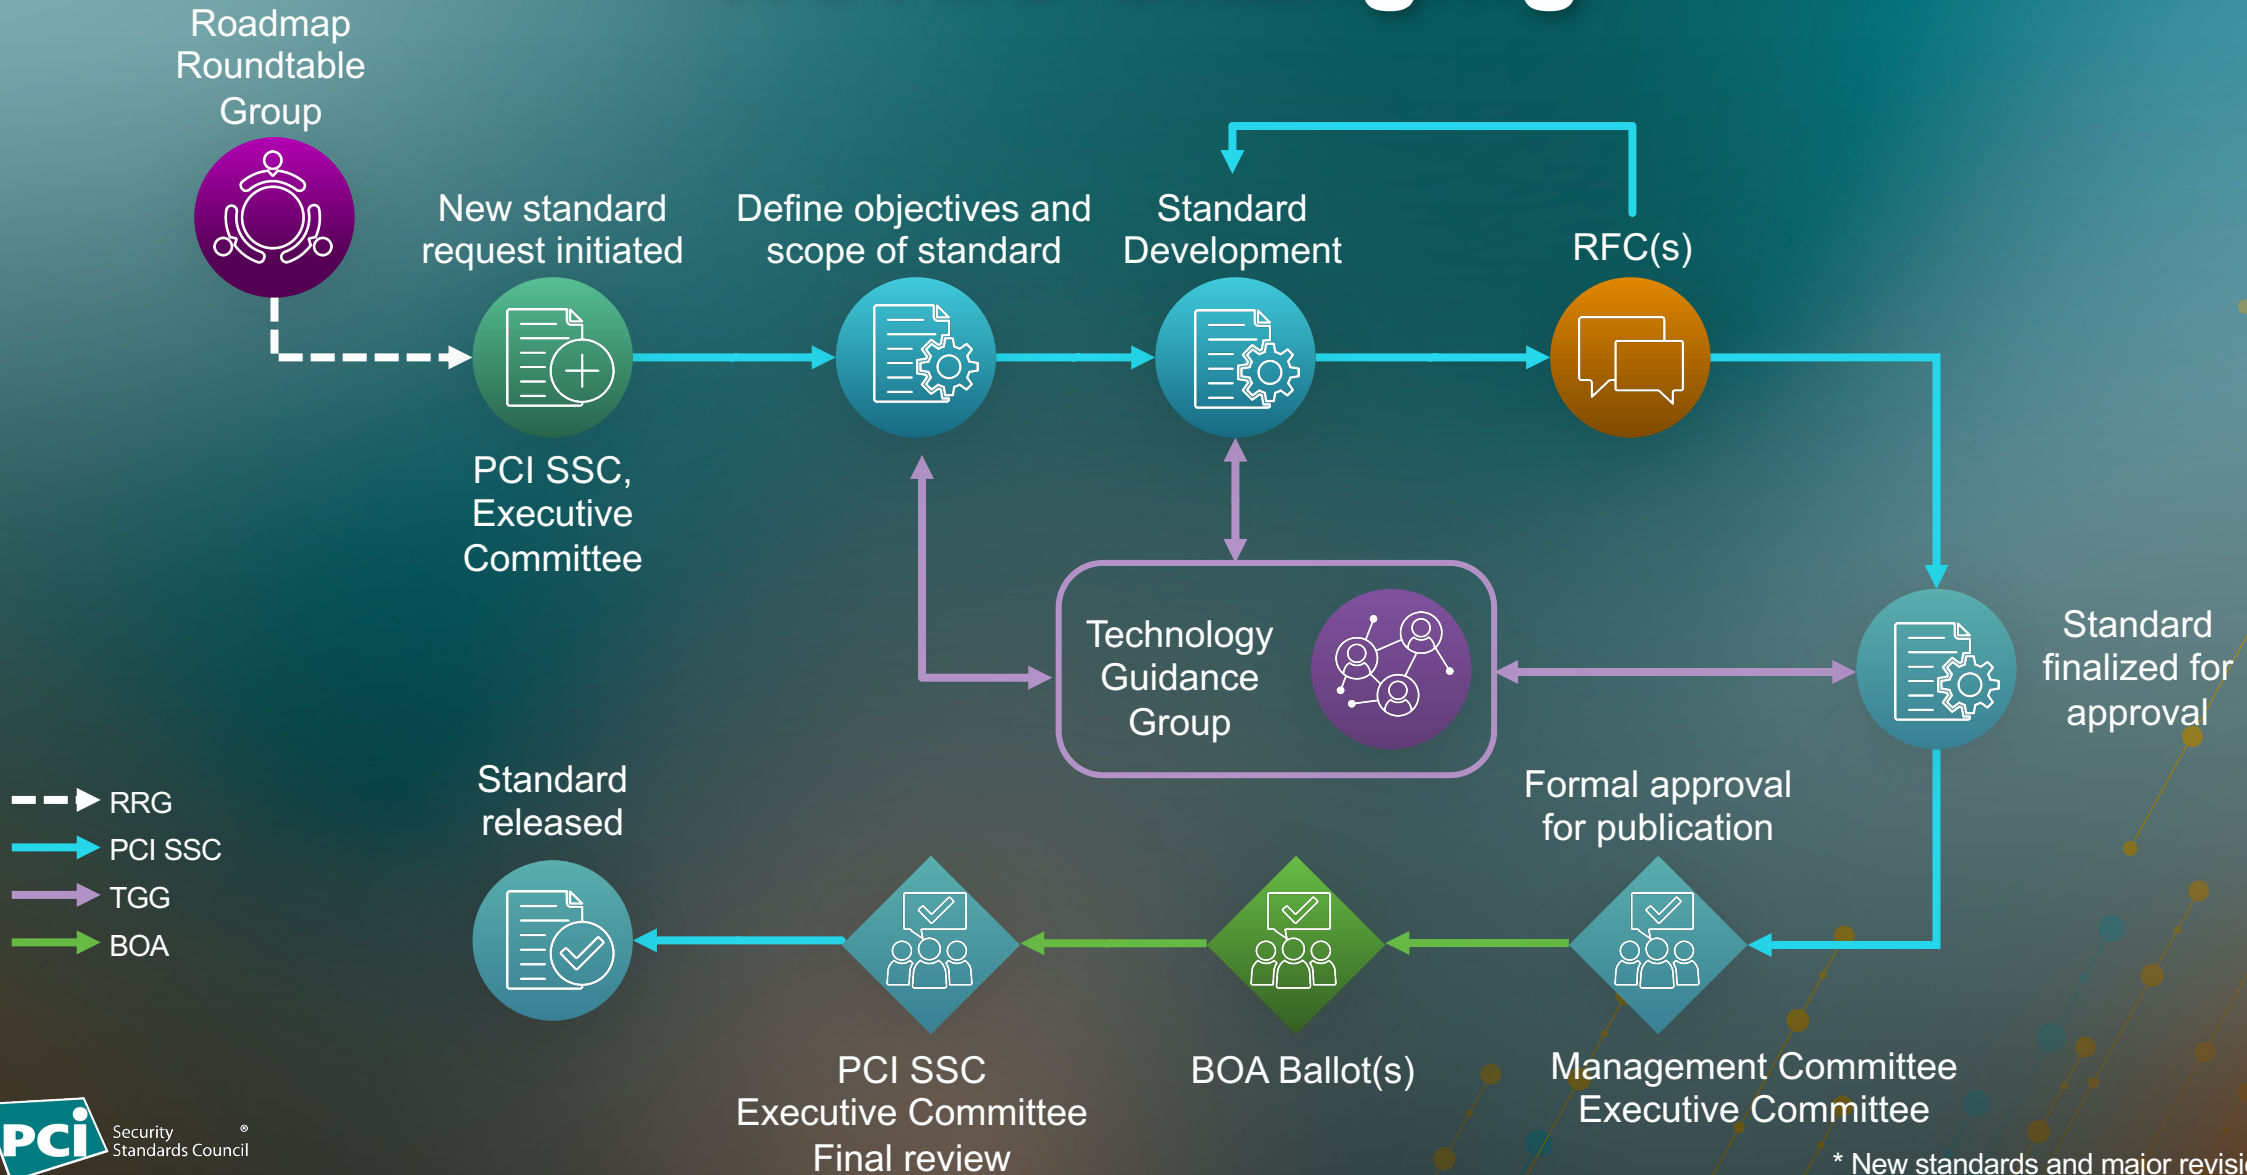 Roadmap
Roundtable
Group
New standard
request initiated
Define objectives and
scope of standard
Standard
Development
RFC(s)
PCI SSC,
Executive
Committee
Technology
Guidance
Group
Standard
finalized for
approval
Standard
released
Formal approval
for publication
RRG
PCI SSC
TGG
BOA
PCI SSC
Executive Committee
Final review
BOA Ballot(s)
Management Committee
Executive Committee
PCi
Security ®
Standards Council
* New standards and major